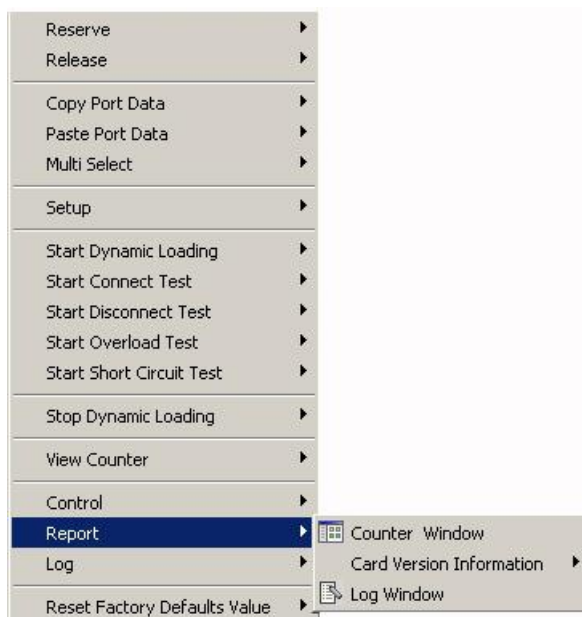 Reserve
Release
Copy Port Data
Paste Port Data
Multi Select
Setup
Start Dynamic Loading
Start Connect Test
Start Disconnect Test
Start Overload Test
Start Short Circuit Test
Stop Dynamic Loading
View Counter
Control
Report
Counter Window
Card Version Information
Log
Log Window
Reset Factory Defaults Value